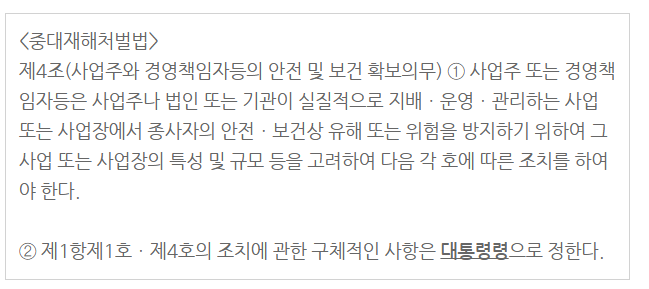 <중대재해처벌법>
제4조(사업주와 경영책임자등의 안전 및 보건 확보의무) ① 사업주 또는 경영책
임자등은 사업주나 법인 또는 기관이 실질적으로 지배ㆍ운영ㆍ관리하는 사업
또는 사업장에서 종사자의 안전ㆍ보건상 유해 또는 위험을 방지하기 위하여 그
사업 또는 사업장의 특성 및 규모 등을 고려하여 다음 각 호에 따른 조치를 하여
야 한다.
② 제1항제1호ㆍ제4호의 조치에 관한 구체적인 사항은 대통령령으로 정한다.